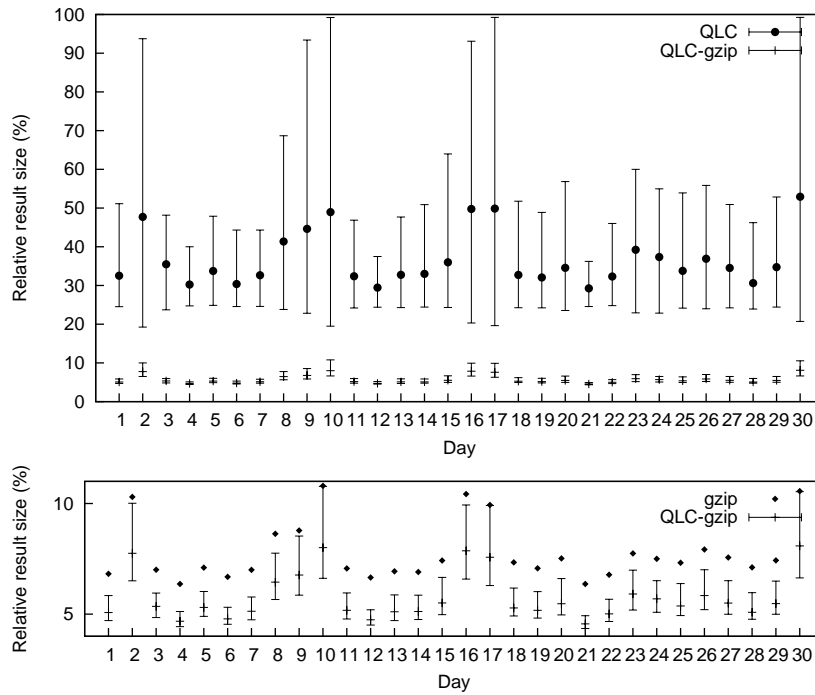 100
90
80
70
60
50
40
30
20
10
0
Relative result size (%)
QLC
QLC-gzip
1 2 3 4 5 6 7 8 9 10 11 12 13 14 15 16 17 18 19 20 21 22 23 24 25 26 27 28 29 30
Day
10
5
Relative result size (%)
gzip
QLC-gzip
1 2 3 4 5 6 7 8 9 10 11 12 13 14 15 16 17 18 19 20 21 22 23 24 25 26 27 28 29 30
Day